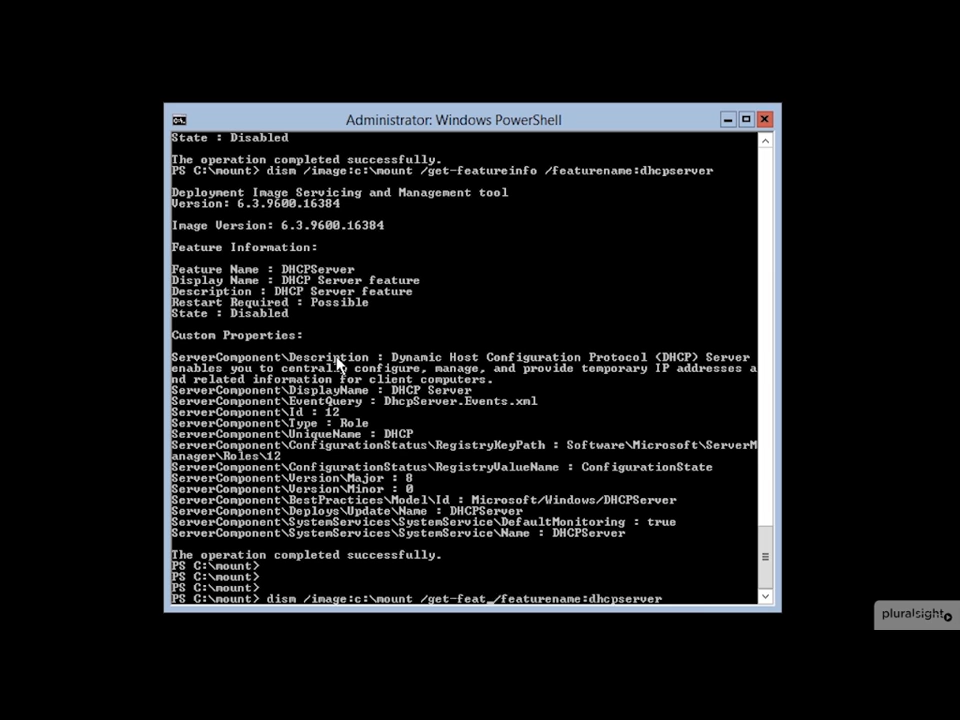 Administrator: Windows PowerShell
State : Disabled
The operation completed successfully.
PS C:\mount> dism /image:c:\mount /get-featureinfo /featurename:dhcpserver
Deployment Image Servicing and Management tool
Version: 6.3.9600.16384
Image Version: 6.3.9600.16384
Feature Information:
Feature Name : DHCPServer
Display Name : DHCP Server feature
Description : DHCP Server feature
Restart Required : Possible
State : Disabled
Custom Properties:
ServerComponent\Description : Dynamic Host Configuration Protocol (DHCP) Server
enables you to centrally configure, manage, and provide temporary IP addresses a
nd related information for client computers.
ServerComponent\DisplayName : DHCP Server
ServerComponent\EventQuery : DhcpServer.Events.xml
ServerComponent\Id : 12
ServerComponent\Type : Role
ServerComponent\UniqueName : DHCP
ServerComponent\ConfigurationStatus\RegistryKeyPath : Software\Microsoft\ServerM
anager\Roles\12
ServerComponent\ConfigurationStatus\RegistryValueName : ConfigurationState
ServerComponent\Version\Major : 8
ServerComponent\Version\Minor : 0
ServerComponent\BestPractices\Model\Id : Microsoft/Windows/DHCPServer
ServerComponent\Deploys\Update\Name : DHCPServer
ServerComponent\SystemServices\SystemService\DefaultMonitoring : true
ServerComponent\SystemServices\SystemService\Name : DHCPServer
The operation completed successfully.
PS C:\mount>
PS C:\mount>
PS C:\mount>
PS C:\mount> dism /image:c:\mount /get-feat_/featurename:dhcpserver
pluralsight